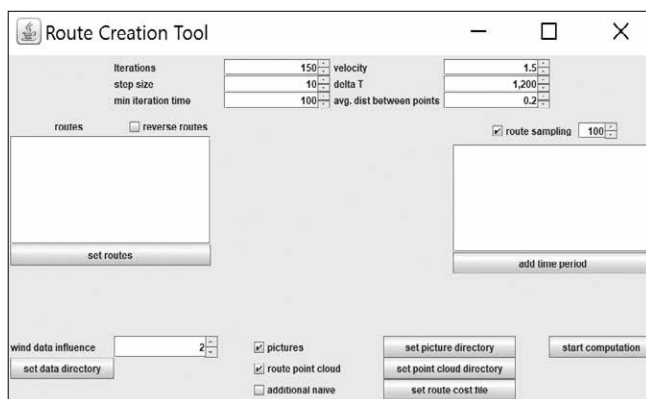 Route Creation Tool
Iterations 150 velocity 1.5
step size 10 delta T 1,200
min iteration time 100 avg. dist between points 0.2
routes reverse routes
route sampling 100
set routes
add time period
wind data influence 2
pictures set picture directory start computation
set data directory route point cloud set point cloud directory
additional naive set route cost file